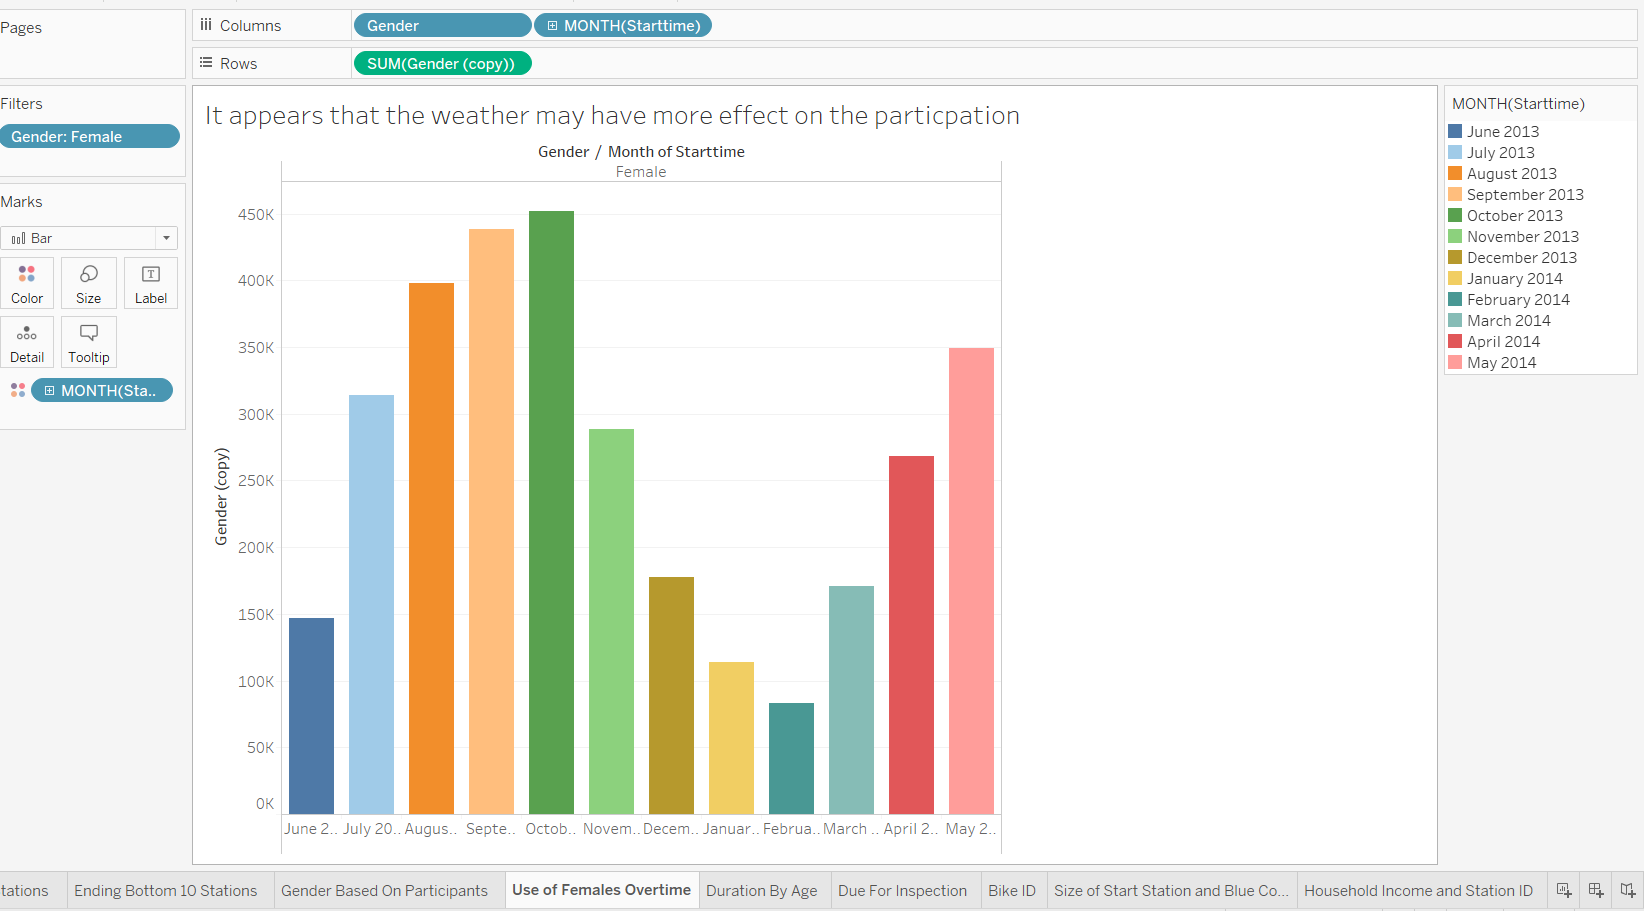 Pages
Columns
Gender
MONTH(Starttime)
Rows
SUM(Gender (copy))
Filters
Gender: Female
Marks
Bar
Color
Size
Label
Detail
Tooltip
MONTH(Sta..
It appears that the weather may have more effect on the particpation
Gender / Month of Starttime
Female
Gender (copy)
450K
400K
350K
300K
250K
200K
150K
100K
50K
0K
June 2.. July 20.. Augus.. Septe.. Octob.. Novem.. Decem.. Januar.. Februa.. March .. April 2.. May 2..
MONTH(Starttime)
June 2013
July 2013
August 2013
September 2013
October 2013
November 2013
December 2013
January 2014
February 2014
March 2014
April 2014
May 2014
tations Ending Bottom 10 Stations Gender Based On Participants Use of Females Overtime Duration By Age Due For Inspection Bike ID Size of Start Station and Blue Co... Household Income and Station ID